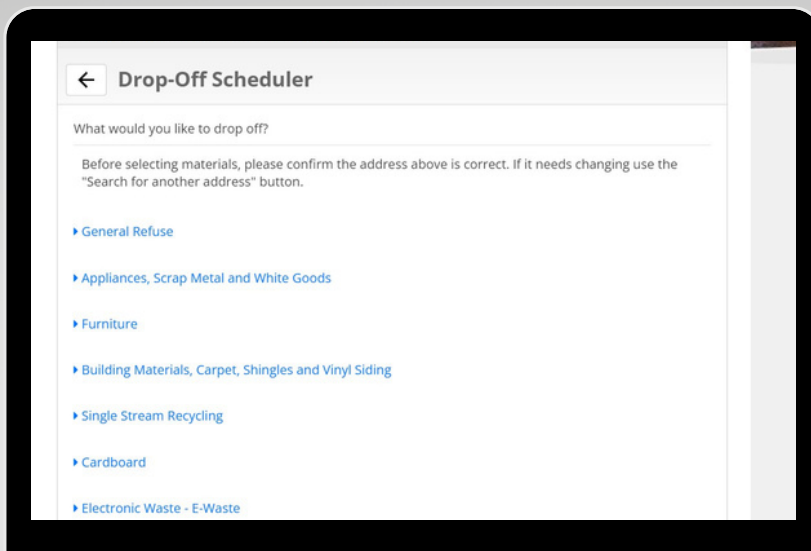 Drop-Off Scheduler
What would you like to drop off?
Before selecting materials, please confirm the address above is correct. If it needs changing use the
"Search for another address" button.
General Refuse
Appliances, Scrap Metal and White Goods
Furniture
Building Materials, Carpet, Shingles and Vinyl Siding
Single Stream Recycling
Cardboard
Electronic Waste - E-Waste